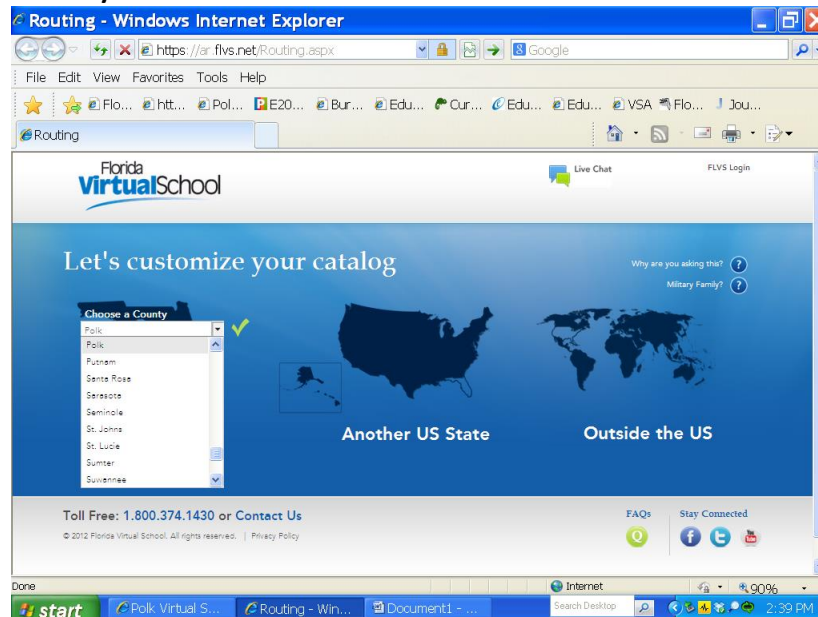 Routing - Windows Internet Explorer
https://ar.flvs.net/Routing.aspx
Google
File Edit View Favorites Tools Help
Flo... htt... Pol... E20... Bur... Edu... Cur... Edu... Edu... VSA Flo... Jou...
Routing
Florida
VirtualSchool
Live Chat
FLVS Login
Let's customize your catalog
Why are you asking this? ?
Military Family? ?
Choose a County
Polk
Polk
Putnam
Santa Rosa
Sarasota
Seminole
St. Johns
St. Lucie
Sumter
Suwannee
Another US State
Outside the US
Toll Free: 1.800.374.1430 or Contact Us
© 2012 Florida Virtual School. All rights reserved. | Privacy Policy
FAQs
Stay Connected
Done
Internet
90%
start
Polk Virtual S...
Routing - Win...
Document1 - ...
Search Desktop
2:39 PM